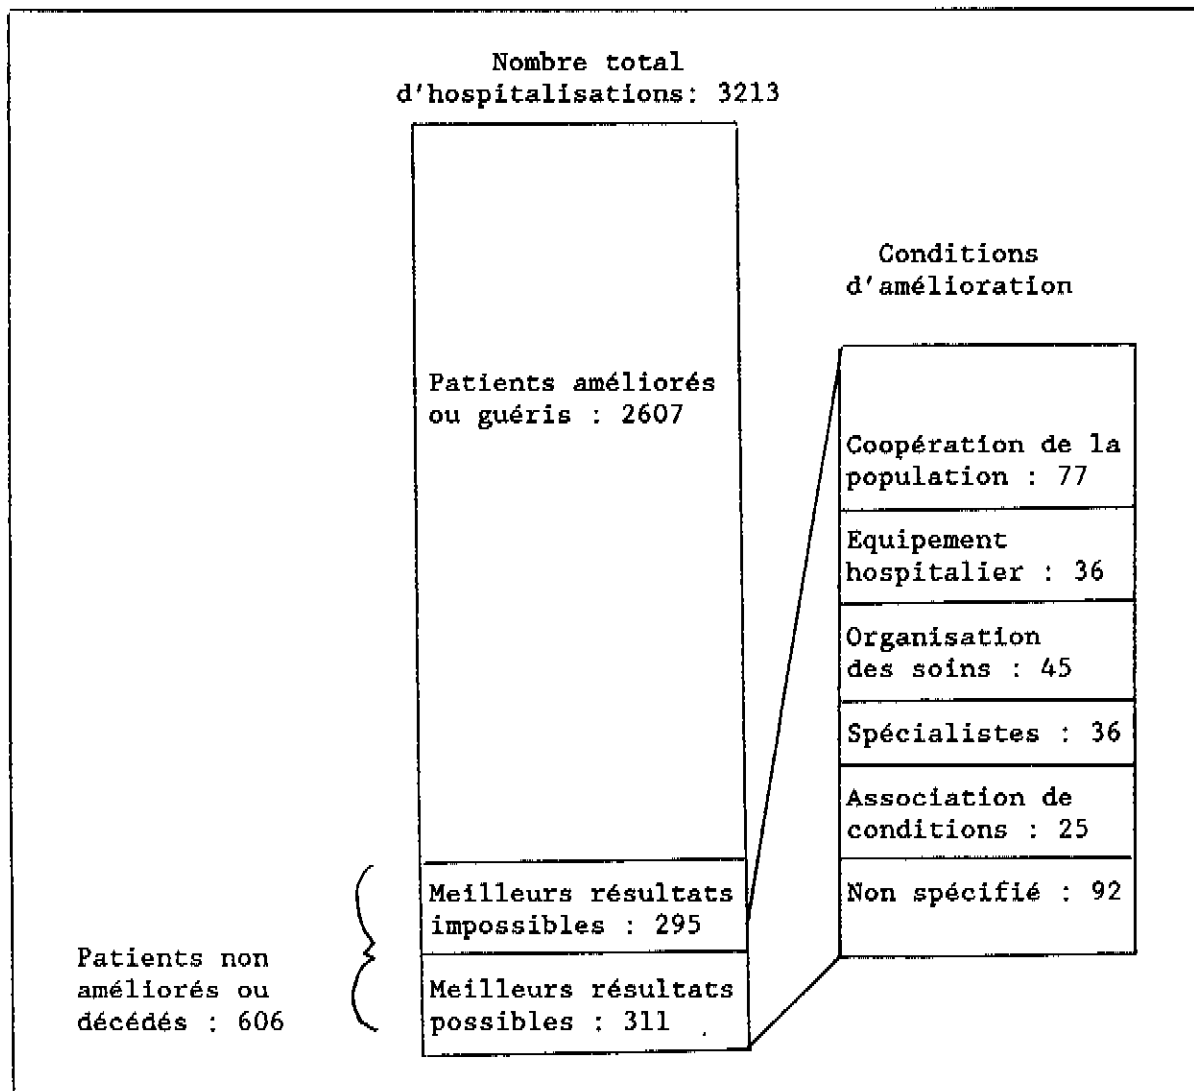 Nombre total
d'hospitalisations: 3213
Conditions
d'amélioration
Patients améliorés
ou guéris : 2607
Coopération de la
population : 77
Equipement
hospitalier : 36
Organisation
des soins : 45
Spécialistes : 36
Association de
conditions : 25
Non spécifié : 92
Meilleurs résultats
impossibles : 295
Patients non
améliorés ou
décédés : 606
Meilleurs résultats
possibles : 311